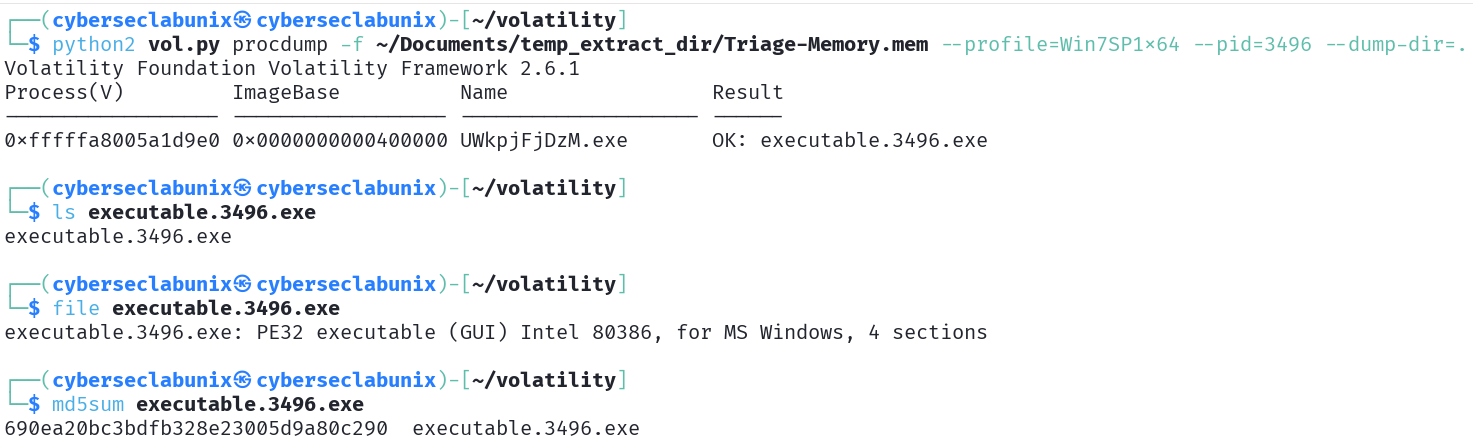 ┌──(cyberseclabunix㉿cyberseclabunix)-[~/volatility]
└─$ python2 vol.py procdump -f ~/Documents/temp_extract_dir/Triage-Memory.mem --profile=Win7SP1×64 --pid=3496 --dump-dir=.
Volatility Foundation Volatility Framework 2.6.1
Process(V)         ImageBase          Name                 Result
------------------ ------------------ -------------------- ------
0×fffffa8005a1d9e0 0×0000000000400000 UWkpjFjDzM.exe       OK: executable.3496.exe
┌──(cyberseclabunix㉿cyberseclabunix)-[~/volatility]
└─$ ls executable.3496.exe
executable.3496.exe
┌──(cyberseclabunix㉿cyberseclabunix)-[~/volatility]
└─$ file executable.3496.exe
executable.3496.exe: PE32 executable (GUI) Intel 80386, for MS Windows, 4 sections
┌──(cyberseclabunix㉿cyberseclabunix)-[~/volatility]
└─$ md5sum executable.3496.exe
690ea20bc3bdfb328e23005d9a80c290  executable.3496.exe